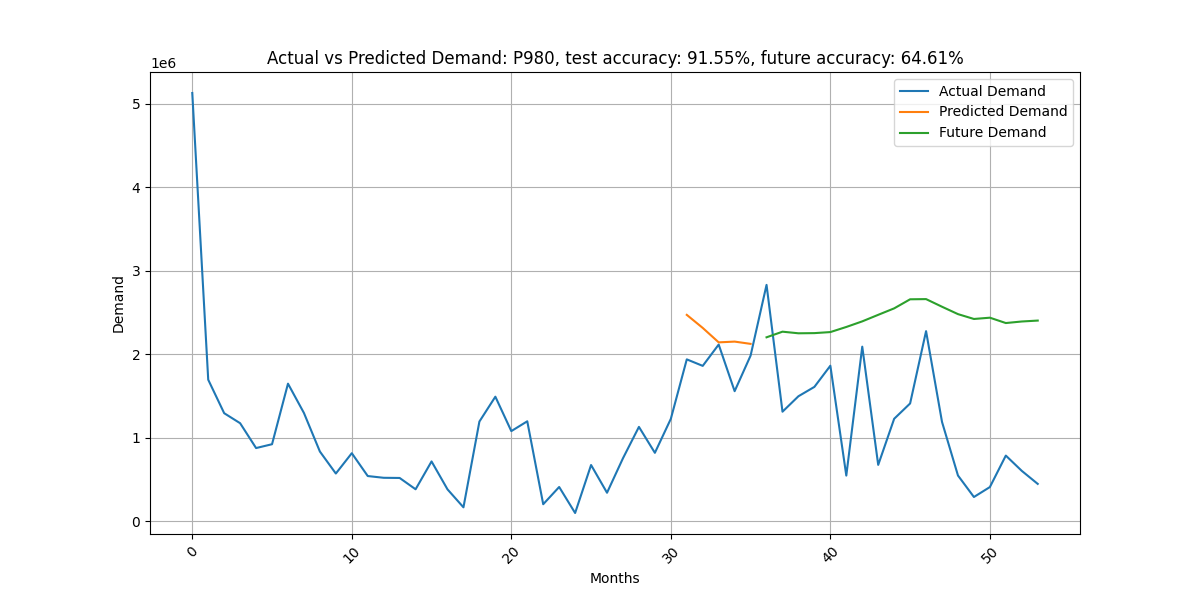 Actual vs Predicted Demand: P980, test accuracy: 91.55%, future accuracy: 64.61%
1e6
Actual Demand
Predicted Demand
Future Demand
5
4
3
2
1
0
Demand
0
10
20
30
40
50
Months